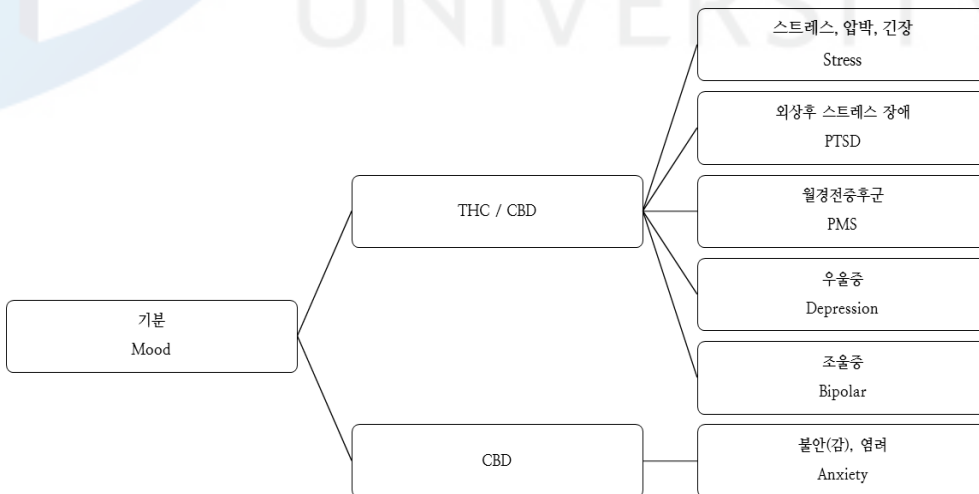 UNIVERSITY
스트레스, 압박, 긴장
Stress
외상후 스트레스 장애
PTSD
THC / CBD
월경전증후군
PMS
우울증
Depression
기분
Mood
조울증
Bipolar
CBD
불안(감), 염려
Anxiety